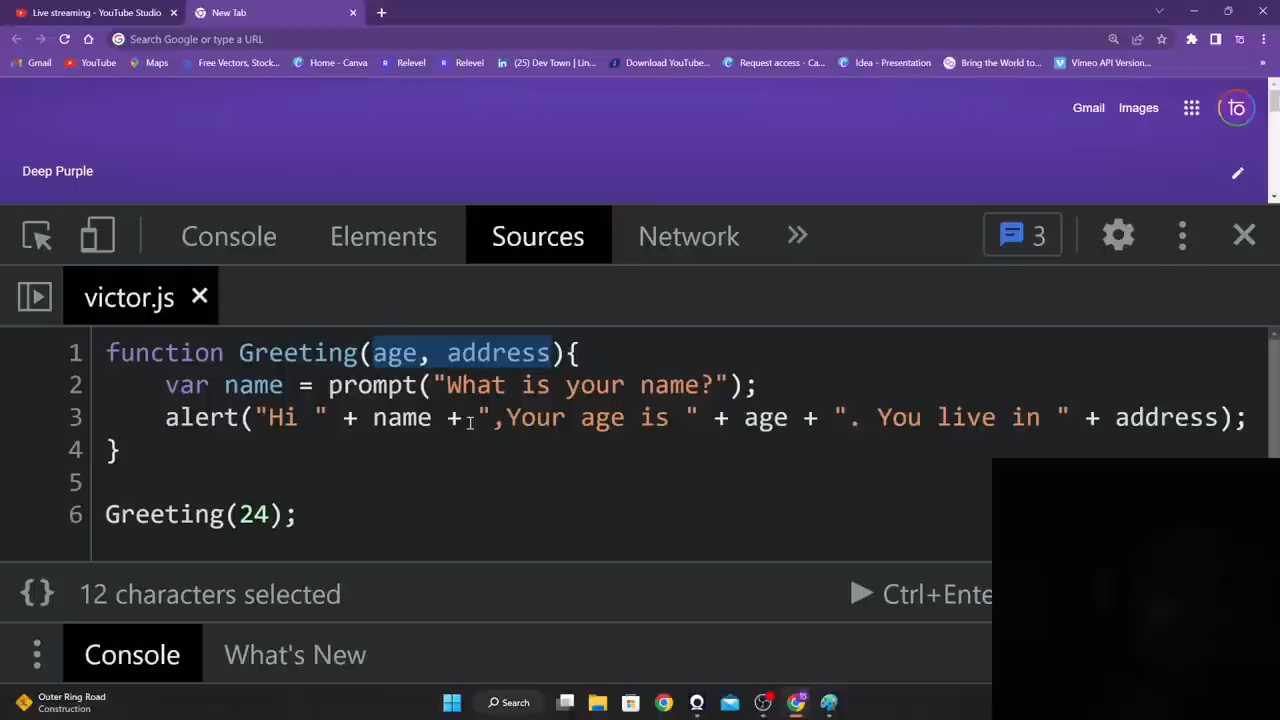 Live streaming - YouTube Studio
New Tab
Search Google or type a URL
Gmail
YouTube
Maps
Free Vectors, Stock...
Home - Canva
Relevel
Relevel
(25) Dev Town | Lin...
Download YouTube...
Request access - Ca...
Idea - Presentation
Bring the World to...
Vimeo API Version...
Gmail
Images
Deep Purple
Console
Elements
Sources
Network
3
victor.js
1 function Greeting(age, address){
2 var name = prompt("What is your name?");
3 alert("Hi " + name + ",Your age is " + age + ". You live in " + address);
4 }
5
6 Greeting(24);
{} 12 characters selected
Ctrl+Ente
Console
What's New
Outer Ring Road
Construction
Search